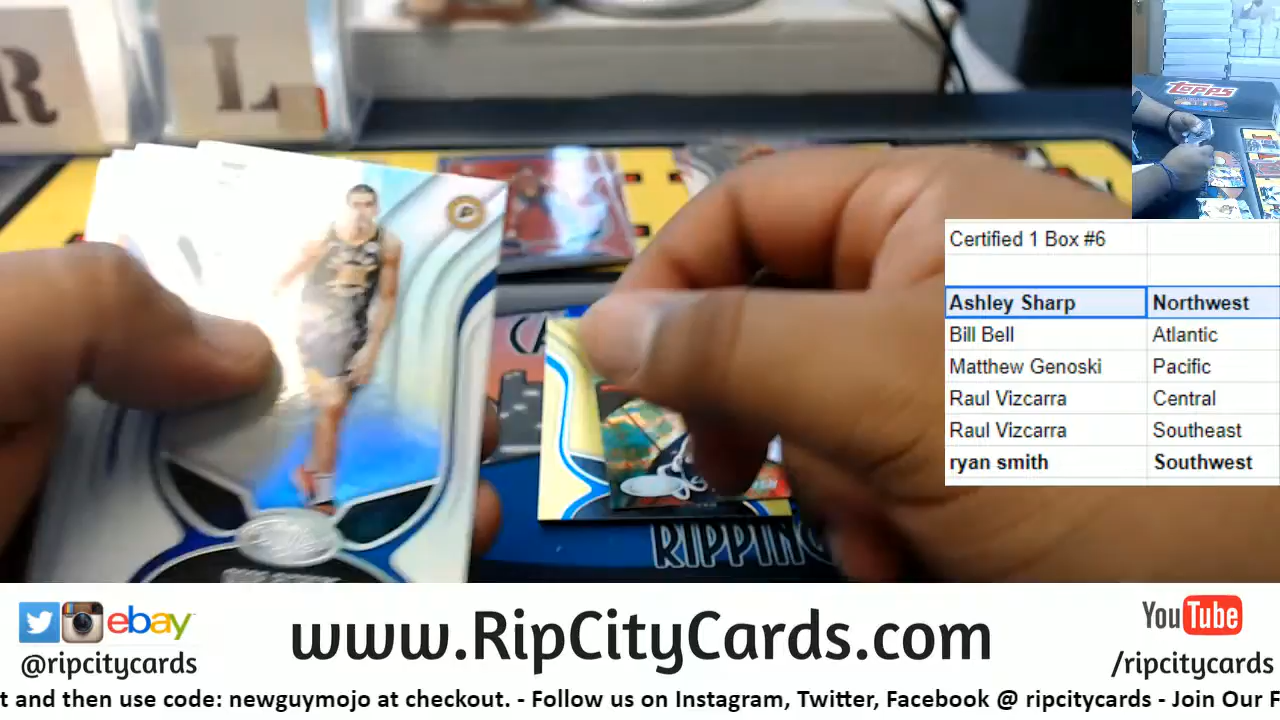 R
L
TOPPS
Certified 1 Box #6
Ashley Sharp Northwest
Bill Bell Atlantic
Matthew Genoski Pacific
Raul Vizcarra Central
Raul Vizcarra Southeast
ryan smith Southwest
RIPPING
ebay
@ripcitycards
www.RipCityCards.com
YouTube
/ripcitycards
t and then use code: newguymojo at checkout. - Follow us on Instagram, Twitter, Facebook @ ripcitycards - Join Our F